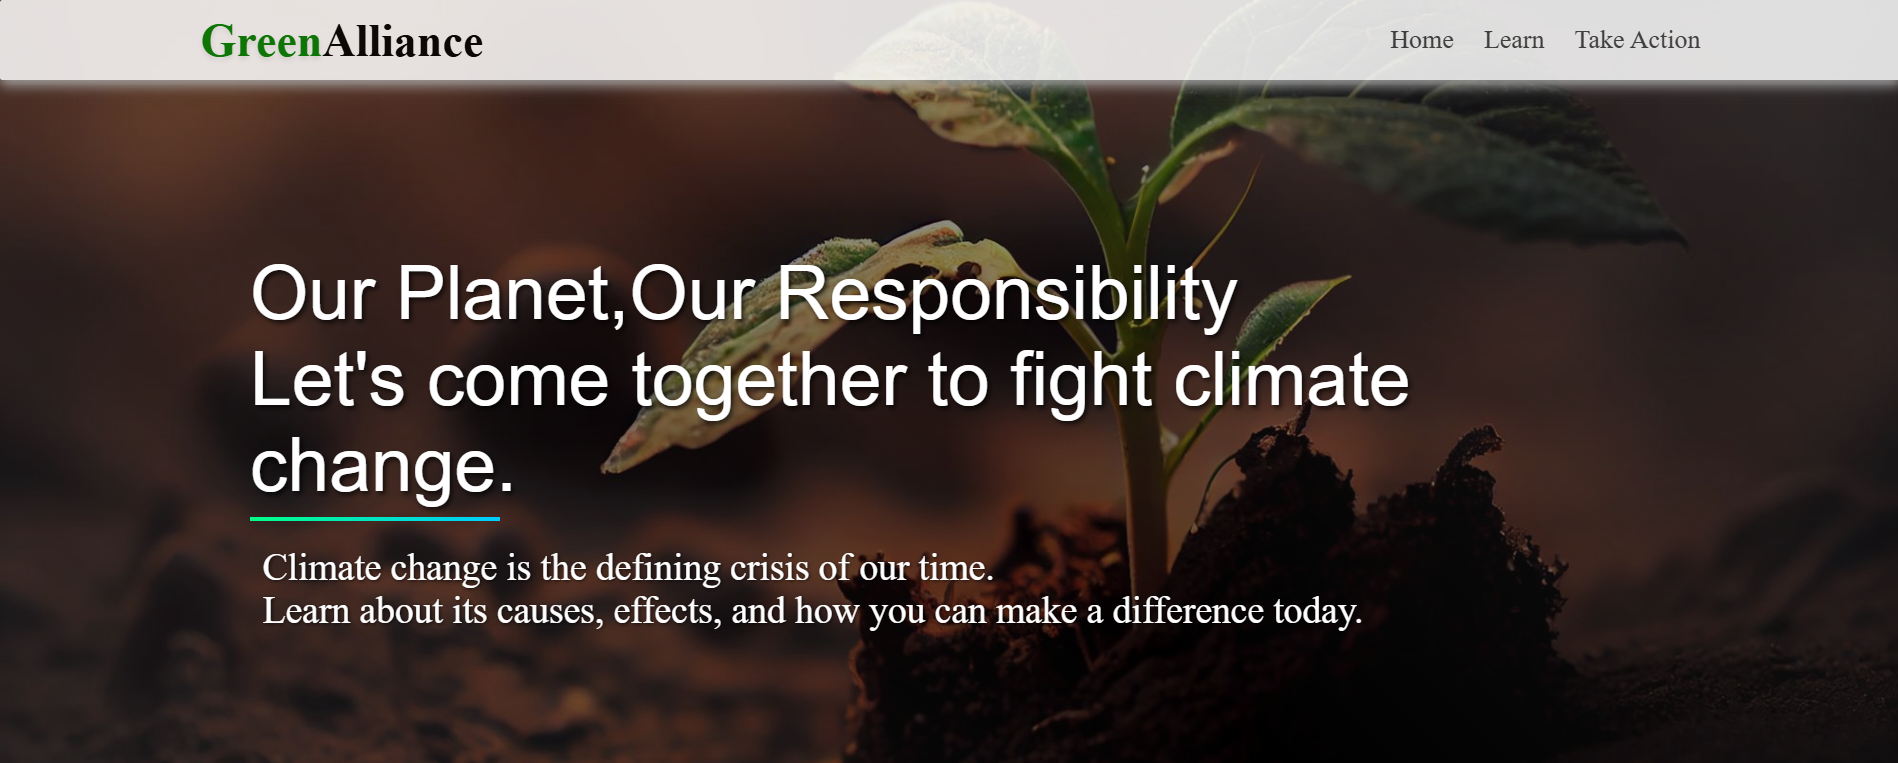 GreenAlliance
Home Learn Take Action
Our Planet,Our Responsibility
Let's come together to fight climate
change.
Climate change is the defining crisis of our time.
Learn about its causes, effects, and how you can make a difference today.